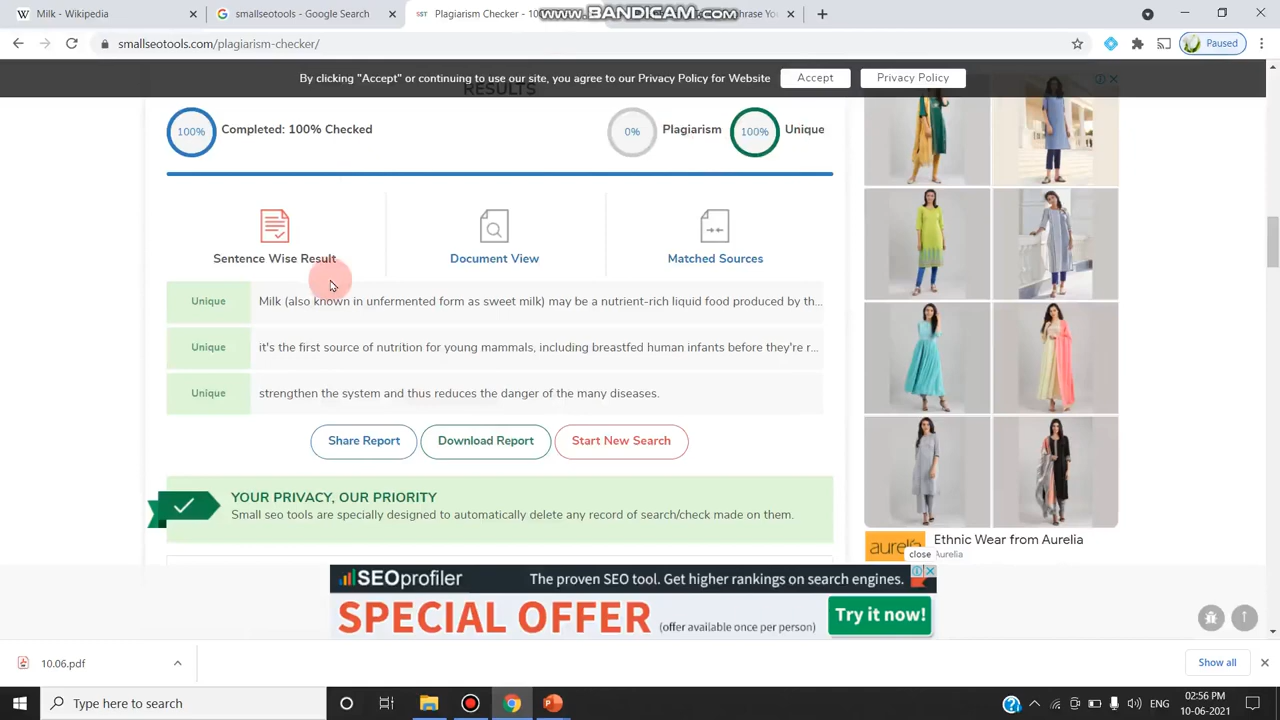 Milk - Wikipedia
smallseotools - Google Search
Plagiarism Checker - 10
www.BANDICAM.com
hrase Yo
smallseotools.com/plagiarism-checker/
Paused
By clicking "Accept" or continuing to use our site, you agree to our Privacy Policy for Website
Accept
Privacy Policy
RESULTS
100%
Completed: 100% Checked
0%
Plagiarism
100%
Unique
Sentence Wise Result
Document View
Matched Sources
Unique
Milk (also known in unfermented form as sweet milk) may be a nutrient-rich liquid food produced by th...
Unique
it's the first source of nutrition for young mammals, including breastfed human infants before they're r...
Unique
strengthen the system and thus reduces the danger of the many diseases.
Share Report
Download Report
Start New Search
YOUR PRIVACY, OUR PRIORITY
Small seo tools are specially designed to automatically delete any record of search/check made on them.
aurelia
Ethnic Wear from Aurelia
close
Aurelia
SEOprofiler
The proven SEO tool. Get higher rankings on search engines.
SPECIAL OFFER
(offer available once per person)
Try it now!
10.06.pdf
Show all
Type here to search
ENG
02:56 PM
10-06-2021